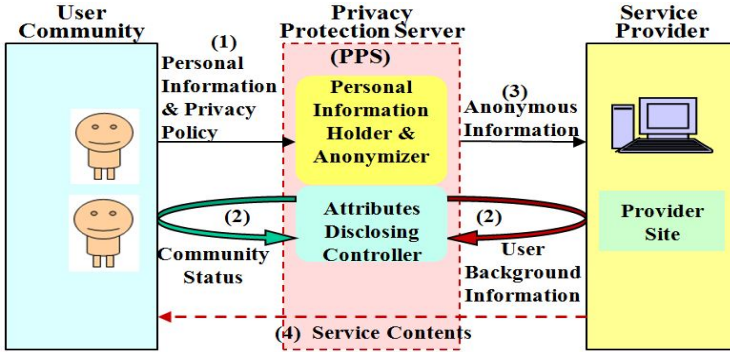 User
Community
Privacy
Protection Server
(PPS)
Service
Provider
(1)
Personal
Information
& Privacy
Policy
Personal
Information
Holder &
Anonymizer
(3)
Anonymous
Information
(2)
Community
Status
Attributes
Disclosing
Controller
(2)
User
Background
Information
Provider
Site
(4) Service Contents